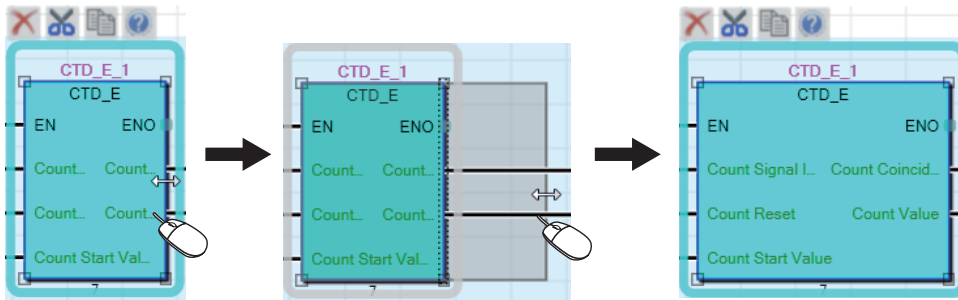 CTD_E_1
CTD_E
EN ENO
Count... Count...
Count... Count...
Count Start Val...
7
CTD_E_1
CTD_E
EN ENO
Count... Count...
Count... Count...
Count Start Val...
7
CTD_E_1
CTD_E
EN ENO
Count Signal I... Count Coincid...
Count Reset Count Value
Count Start Value
7